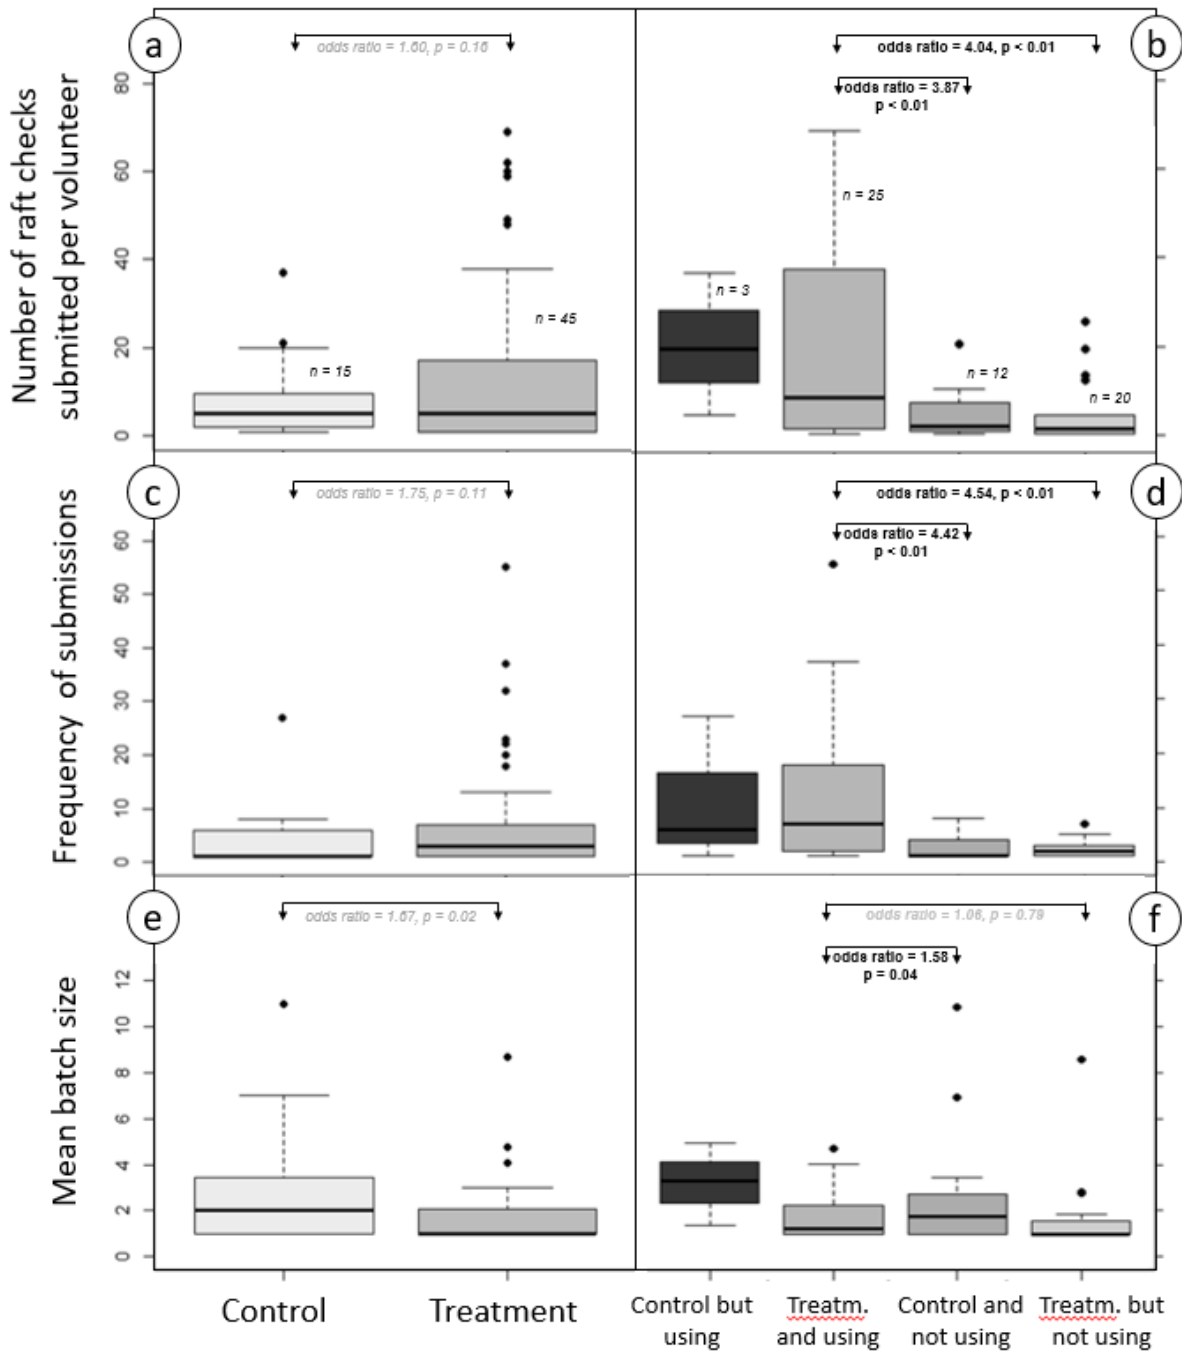 a
odds ratio = 1.60, p = 0.16
odds ratio = 4.04, p < 0.01
b
odds ratio = 3.87
p < 0.01
Number of raft checks
submitted per volunteer
80
60
40
20
0
n = 15
n = 45
n = 3
n = 25
n = 12
n = 20
c
odds ratio = 1.75, p = 0.11
odds ratio = 4.54, p < 0.01
d
odds ratio = 4.42
p < 0.01
Frequency of submissions
60
50
40
30
20
10
0
e
odds ratio = 1.67, p = 0.02
odds ratio = 1.06, p = 0.79
f
odds ratio = 1.58
p = 0.04
Mean batch size
12
10
8
6
4
2
0
Control
Treatment
Control but
using
Treatm.
and using
Control and
not using
Treatm. but
not using